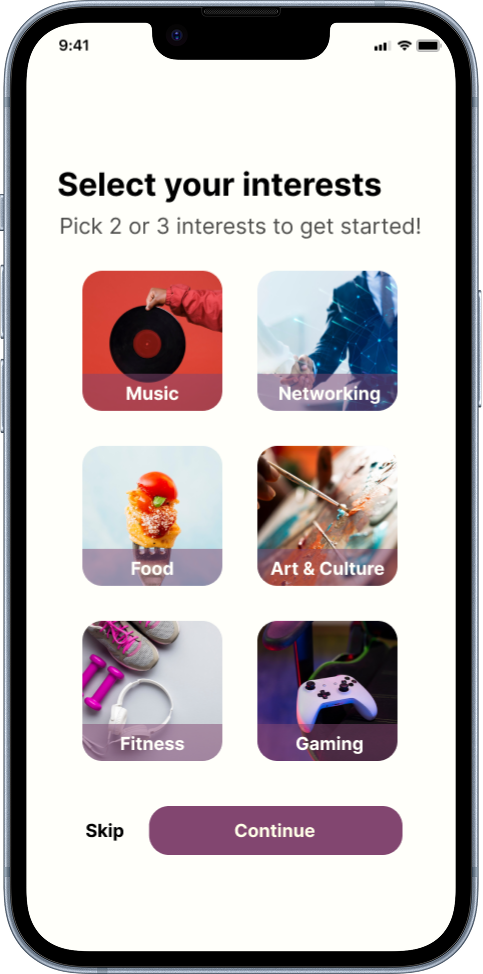 9:41
Select your interests
Pick 2 or 3 interests to get started!
Music
Networking
Food
Art & Culture
Fitness
Gaming
Skip
Continue